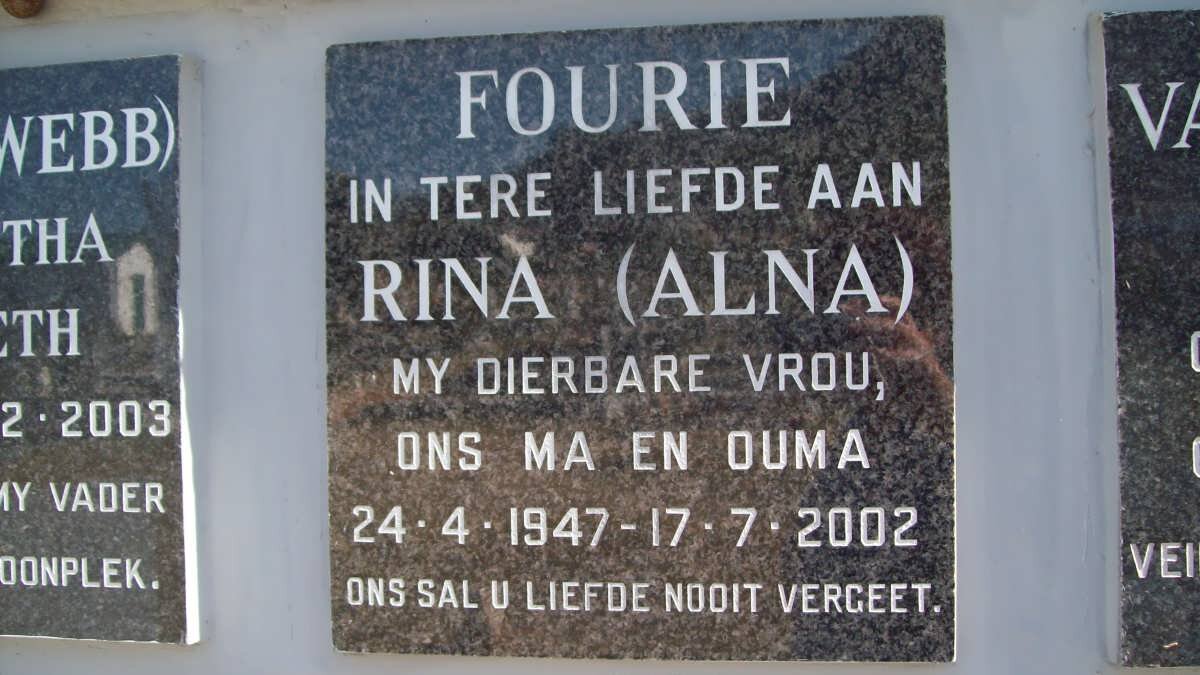 WEBB)
THA
ETH
2 · 2003
MY VADER
OONPLEK.
FOURIE
IN TERE LIEFDE AAN
RINA (ALNA)
MY DIERBARE VROU,
ONS MA EN OUMA
24 · 4 · 1947 - 17 · 7 · 2002
ONS SAL U LIEFDE NOOIT VERGEET.
VA
VEI